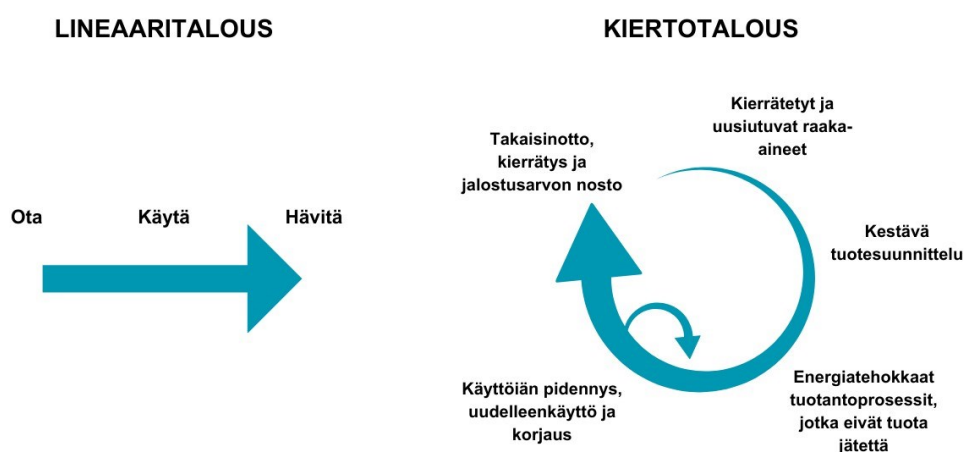 LINEAARITALOUS
Ota
Käytä
Hävitä
KIERTOTALOUS
Kierrätetyt ja
uusiutuvat raaka-
aineet
Kestävä
tuotesuunnittelu
Energiatehokkaat
tuotantoprosessit,
jotka eivät tuota
jätettä
Käyttöiän pidennys,
uudelleenkäyttö ja
korjaus
Takaisinotto,
kierrätys ja
jalostusarvon nosto